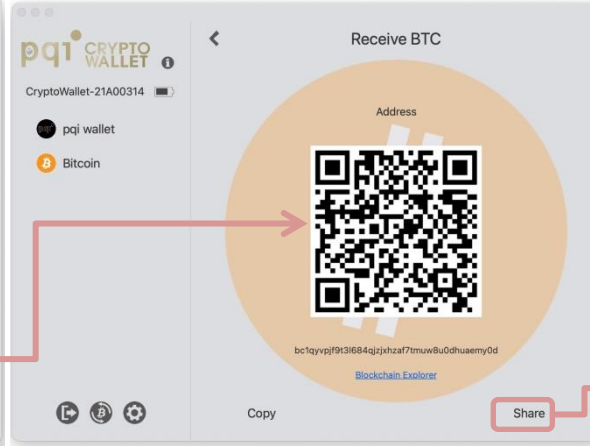 pqi CRYPTO WALLET
CryptoWallet-21A00314
pqi wallet
Bitcoin
Receive BTC
Address
bc1qyvpjf9t3l684qjzjxhzaf7tmuw8u0dhuaemy0d
Blockchain Explorer
Copy
Share